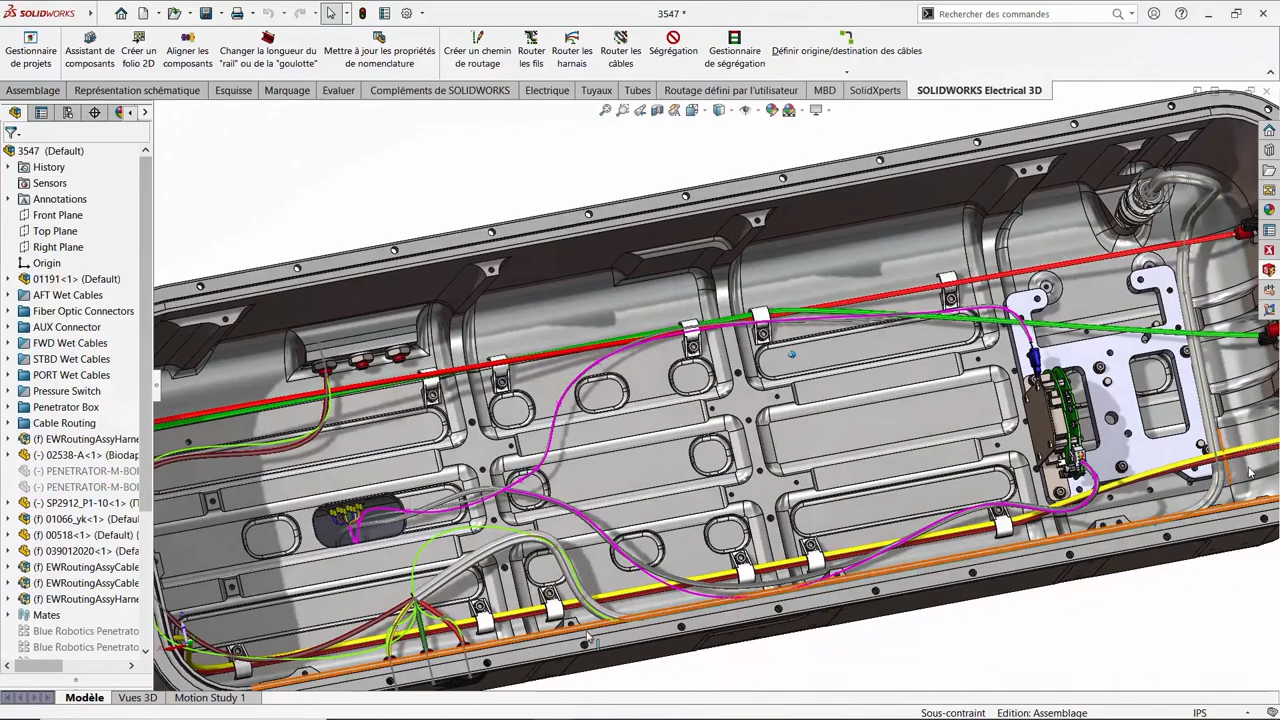 SOLIDWORKS
3547 *
Rechercher des commandes
Gestionnaire de projets
Assistant de composants
Créer un folio 2D
Aligner les composants
Changer la longueur du "rail" ou de la "goulotte"
Mettre à jour les propriétés de nomenclature
Créer un chemin de routage
Router les fils
Router les harnais
Router les câbles
Ségrégation
Gestionnaire de ségrégation
Définir origine/destination des câbles
Assemblage
Représentation schématique
Esquisse
Marquage
Evaluer
Compléments de SOLIDWORKS
Electrique
Tuyaux
Tubes
Routage défini par l'utilisateur
MBD
SolidXperts
SOLIDWORKS Electrical 3D
3547 (Default)
History
Sensors
Annotations
Front Plane
Top Plane
Right Plane
Origin
01191<1> (Default)
AFT Wet Cables
Fiber Optic Connectors
AUX Connector
FWD Wet Cables
STBD Wet Cables
PORT Wet Cables
Pressure Switch
Penetrator Box
Cable Routing
(f) EWRoutingAssyHarne
(-) 02538-A<1> (Biodap
(-) PENETRATOR-M-BOL
(-) PENETRATOR-M-BOL
(-) SP2912_P1-10<1> (D
(f) 01066_yk<1> (Defaul
(f) 00518<1> (Default)
(f) 039012020<1> (Defa
(f) EWRoutingAssyCable
(f) EWRoutingAssyCable
(f) EWRoutingAssyHarne
Mates
Blue Robotics Penetrato
Blue Robotics Penetrato
Modèle
Vues 3D
Motion Study 1
Sous-contraint
Edition: Assemblage
IPS